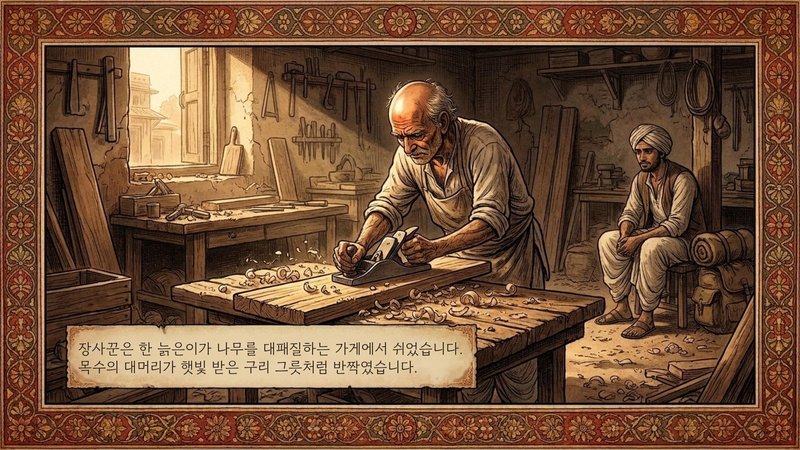 장사꾼은 한 늙은이가 나무를 대패질하는 가게에서 쉬었습니다.
목수의 대머리가 햇빛 받은 구리 그릇처럼 반짝였습니다.